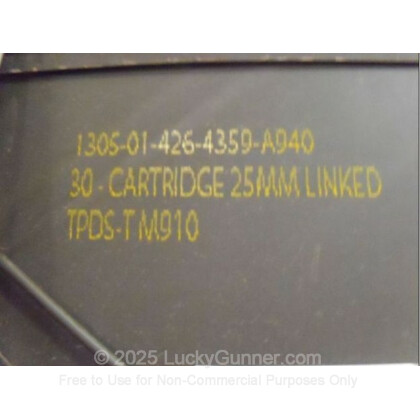 1305-01-426-4359-A940
30 - CARTRIDGE 25MM LINKED
TPDS-T M910
© 2025 LuckyGunner.com
Free to Use for Non-Commercial Purposes Only